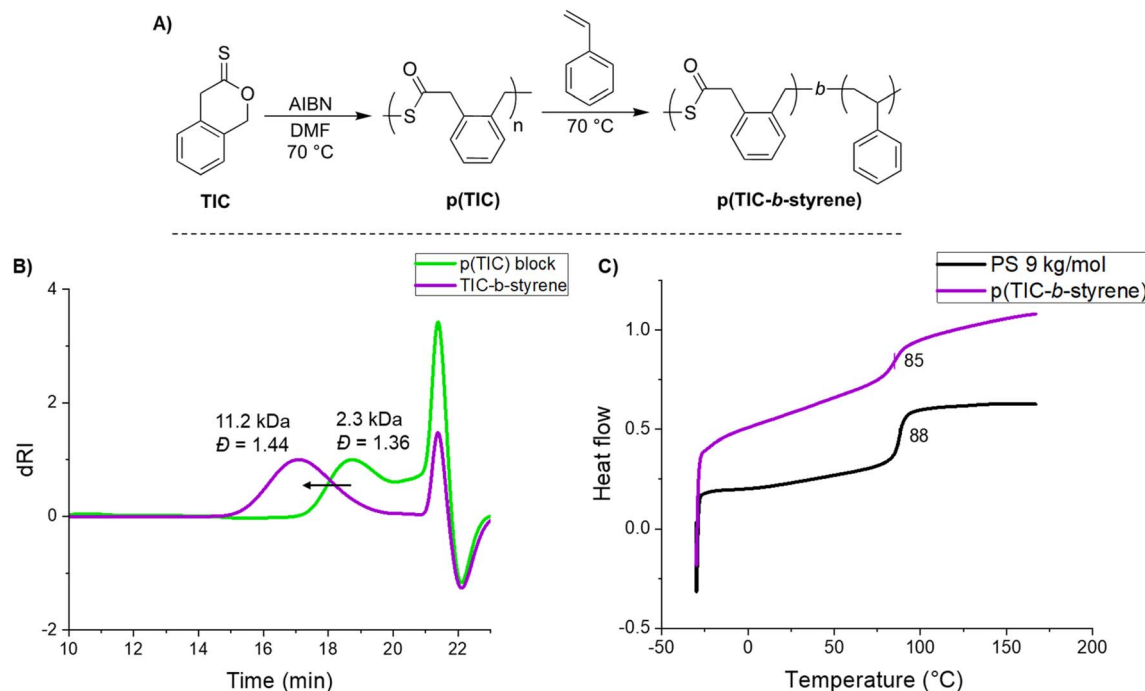 A)
S
O
TIC
AIBN
DMF
70 °C
O
S
n
p(TIC)
70 °C
O
S
b
p(TIC-b-styrene)
B)
p(TIC) block
TIC-b-styrene
4
2
0
-2
dRI
11.2 kDa
Đ = 1.44
2.3 kDa
Đ = 1.36
10
12
14
16
18
20
22
Time (min)
C)
PS 9 kg/mol
p(TIC-b-styrene)
1.0
0.5
0.0
-0.5
Heat flow
85
88
-50
0
50
100
150
200
Temperature (°C)